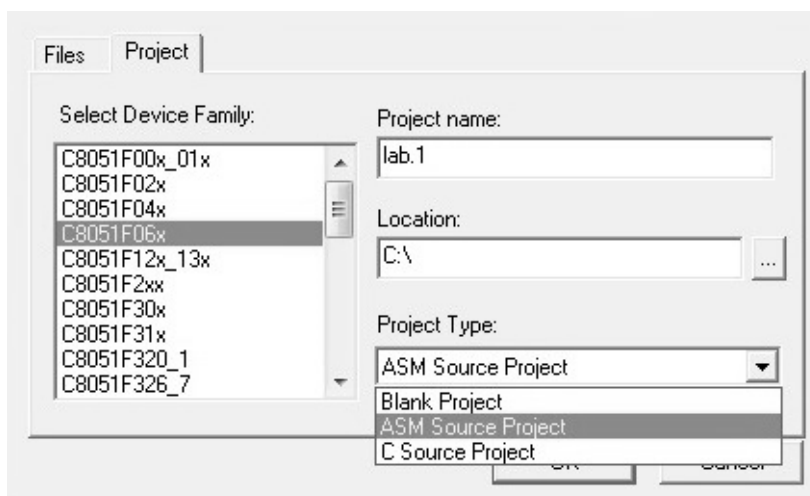 Files Project
Select Device Family:
C8051F00x_01x
C8051F02x
C8051F04x
C8051F06x
C8051F12x_13x
C8051F2xx
C8051F30x
C8051F31x
C8051F320_1
C8051F326_7
Project name:
lab.1
Location:
C:\
...
Project Type:
ASM Source Project
Blank Project
ASM Source Project
C Source Project